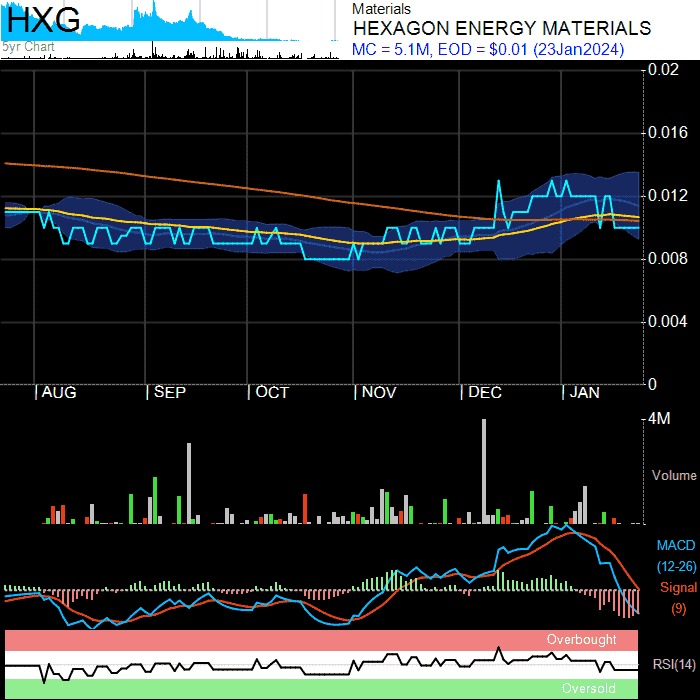 HXG
5yr Chart
Materials
HEXAGON ENERGY MATERIALS
MC = 5.1M, EOD = $0.01 (23Jan2024)
0.02
0.016
0.012
0.008
0.004
0
AUG SEP OCT NOV DEC JAN
4M
Volume
MACD
(12-26)
Signal
(9)
Overbought
RSI(14)
Oversold